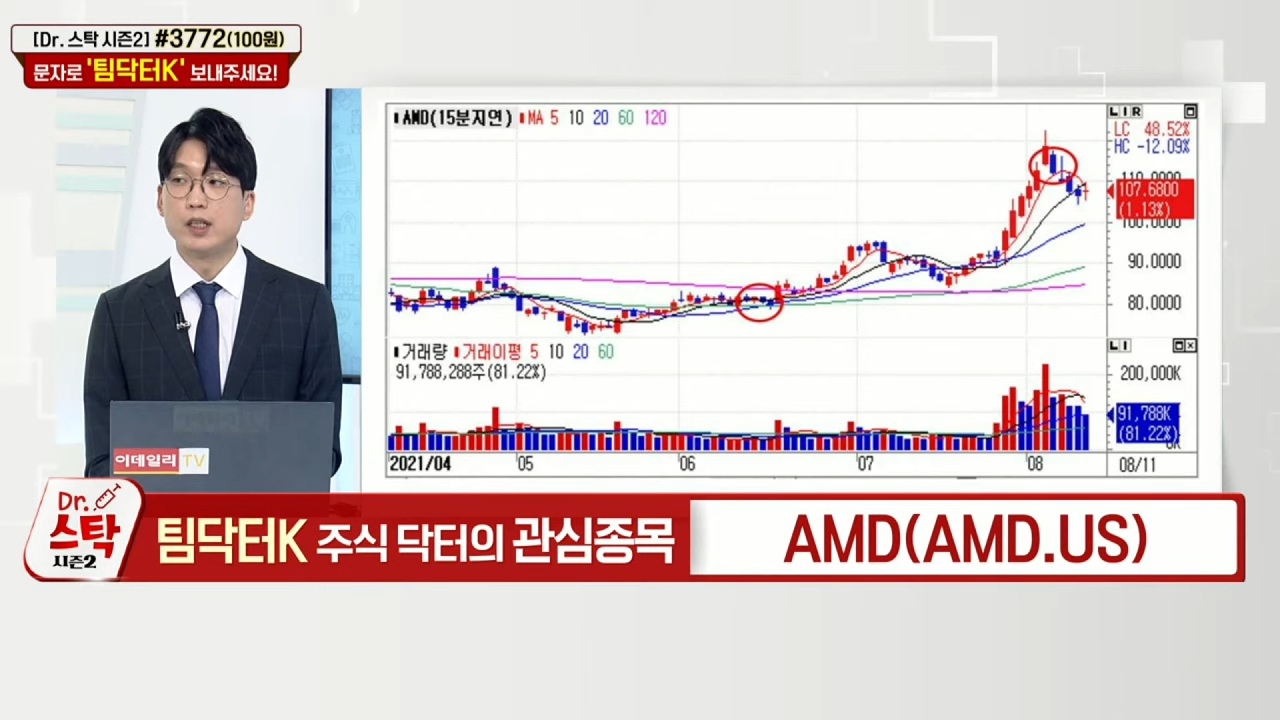 [Dr. 스탁 시즌2] #3772(100원)
문자로 '팀닥터K' 보내주세요!
AMD(15분지연) MA 5 10 20 60 120
L I R
LC 48.52%
HC -12.09%
110.0000
107.6800
(1.13%)
100.0000
90.0000
80.0000
거래량 거래이평 5 10 20 60
91,788,288주(81.22%)
L I
200,000K
91,788K
(81.22%)
0K
2021/04 05 06 07 08 08/11
이데일리 TV
Dr.
스탁
시즌2
팀닥터K 주식 닥터의 관심종목
AMD(AMD.US)